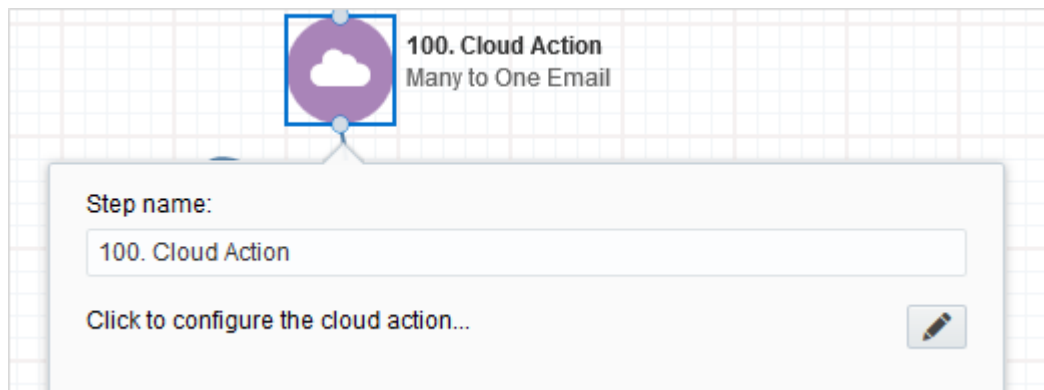 100. Cloud Action
Many to One Email
Step name:
100. Cloud Action
Click to configure the cloud action...